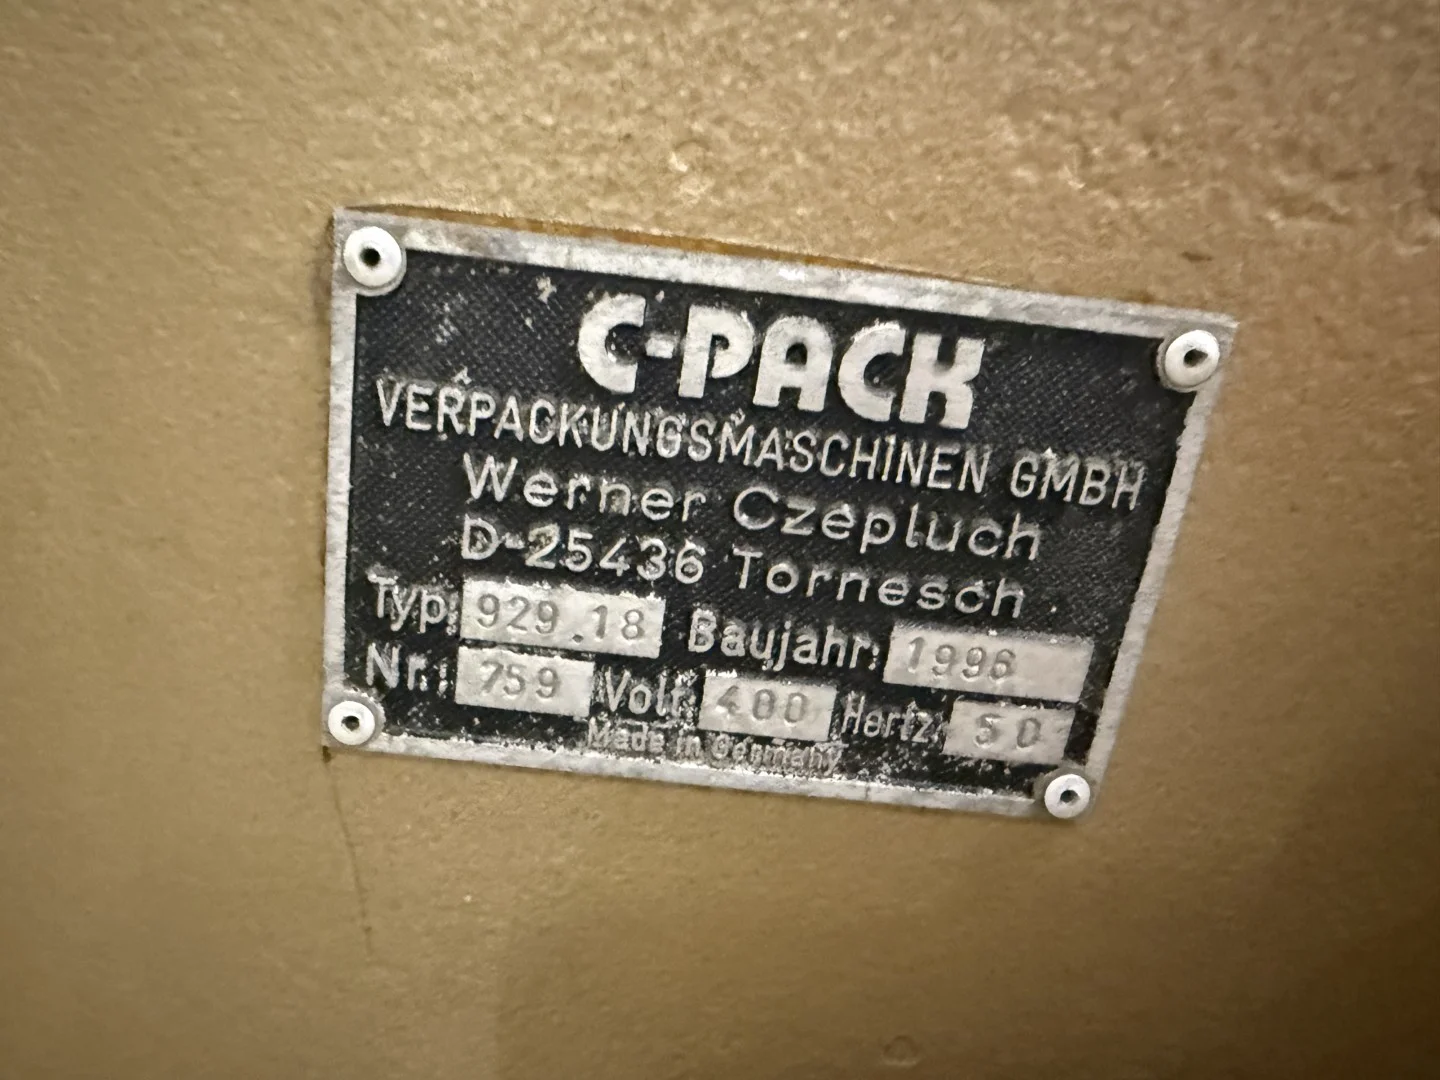 C-PACK
VERPACKUNGSMASCHINEN GMBH
Werner Czepluch
D-25436 Tornesch
Typ: 929.18 Baujahr: 1996
Nr.: 759 Volt: 400 Hertz: 50
Made in Germany